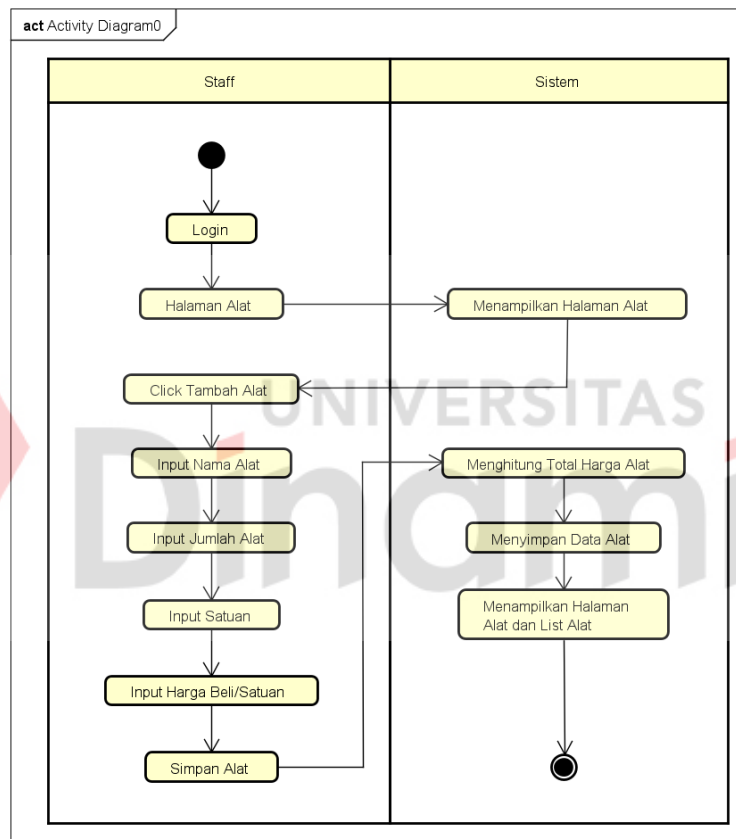 act Activity Diagram0
Staff
Sistem
Login
Halaman Alat
Menampilkan Halaman Alat
Click Tambah Alat
UNIVERSITAS
Input Nama Alat
Menghitung Total Harga Alat
Input Jumlah Alat
Menyimpan Data Alat
Dinami
Input Satuan
Menampilkan Halaman
Alat dan List Alat
Input Harga Beli/Satuan
Simpan Alat